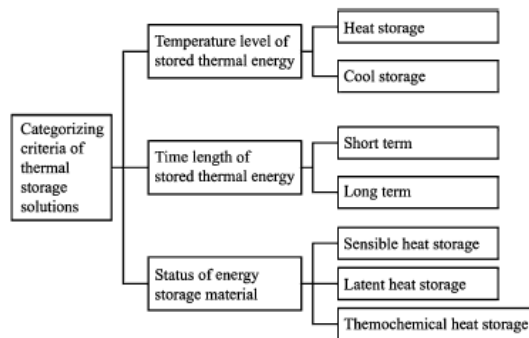 Categorizing
criteria of
thermal
storage
solutions
Temperature level of
stored thermal energy
Heat storage
Cool storage
Time length of
stored thermal energy
Short term
Long term
Status of energy
storage material
Sensible heat storage
Latent heat storage
Themochemical heat storage